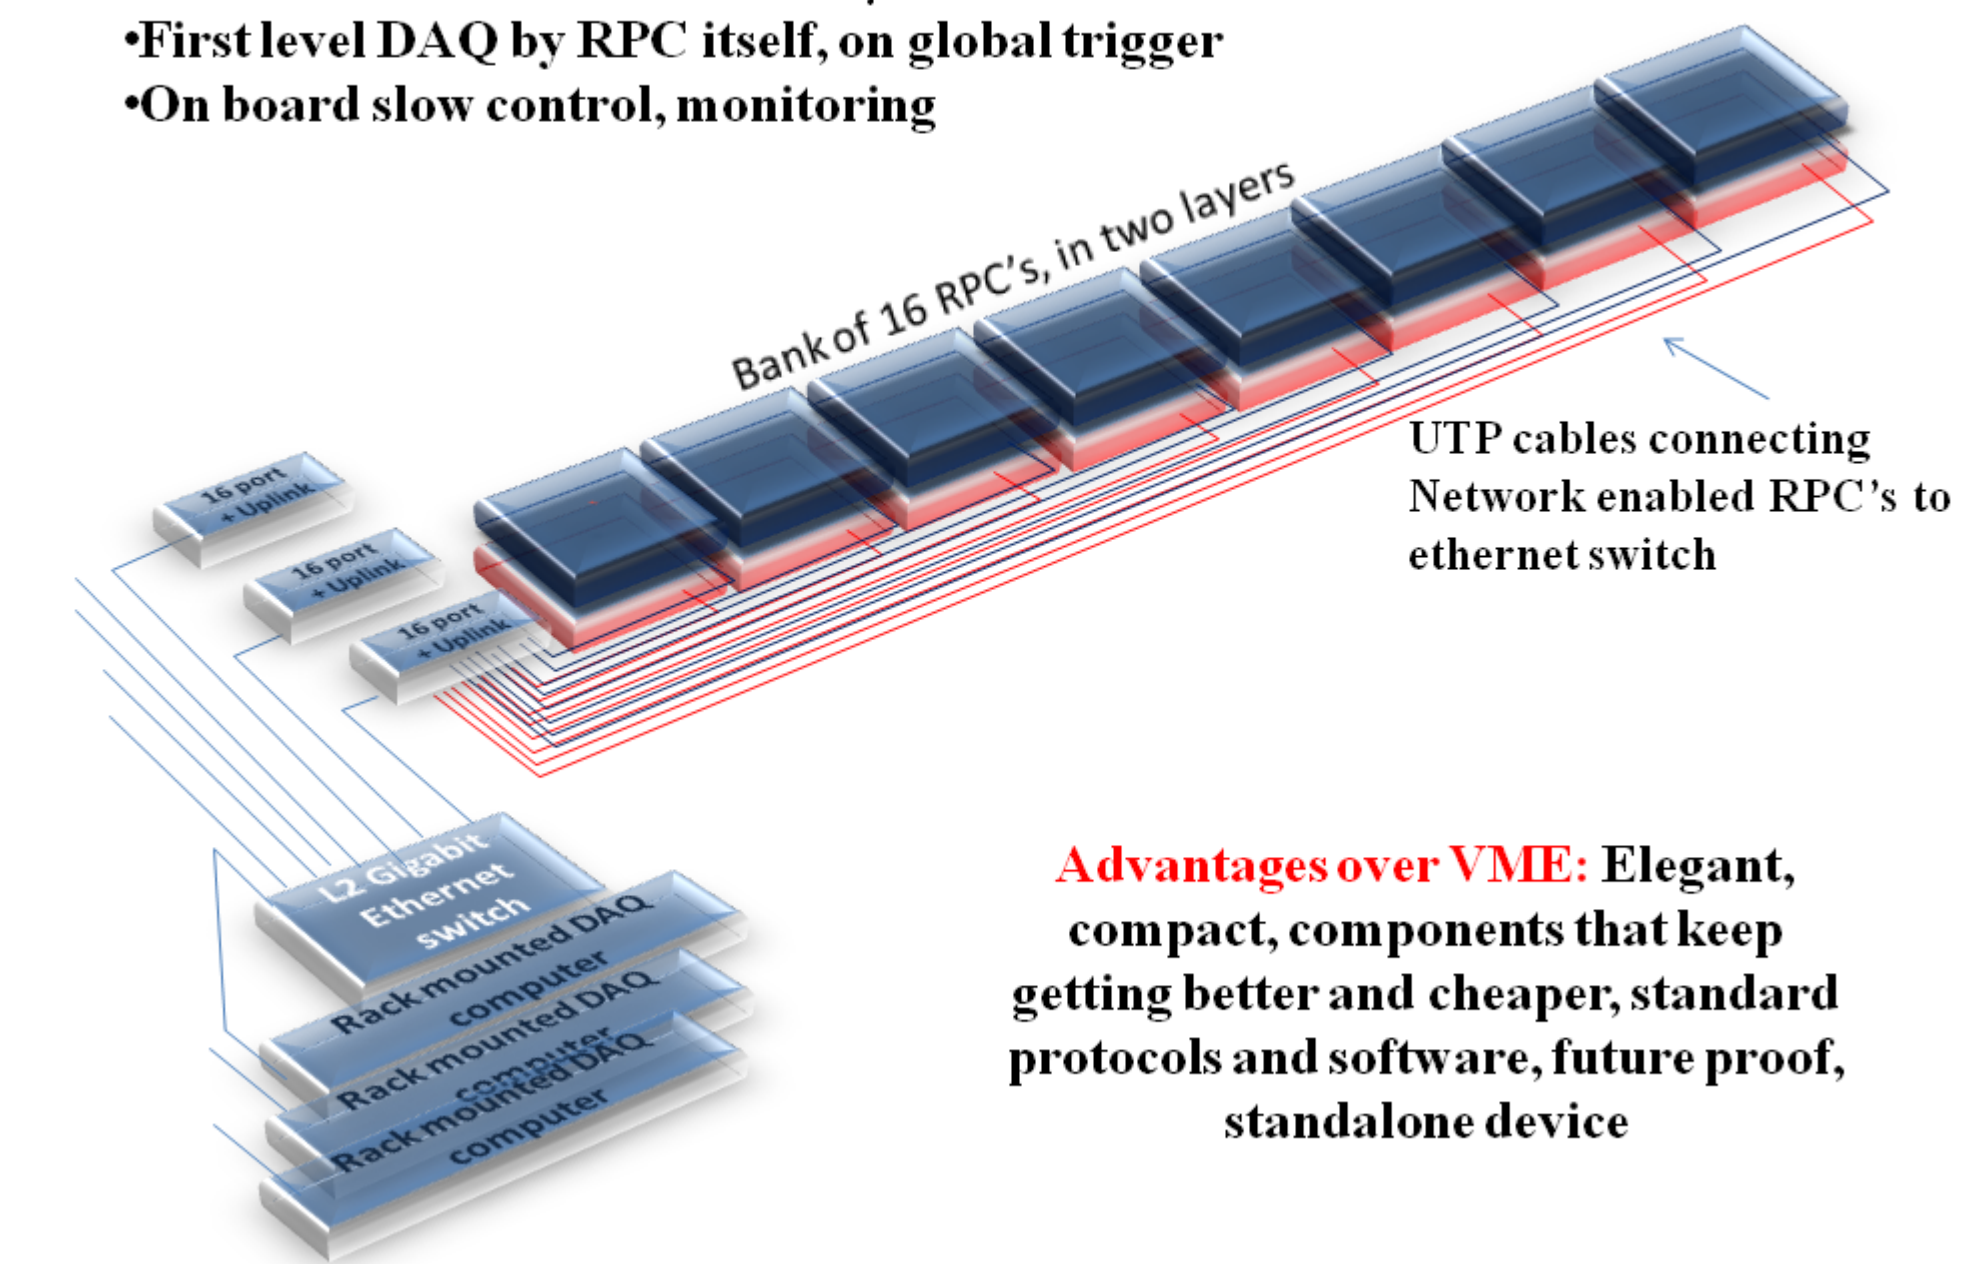 •First level DAQ by RPC itself, on global trigger
•On board slow control, monitoring
Bank of 16 RPC's, in two layers
UTP cables connecting
Network enabled RPC's to
ethernet switch
16 port
+ Uplink
16 port
+ Uplink
16 port
+ Uplink
L2 Gigabit
Ethernet
switch
Rack mounted DAQ
computer
Rack mounted DAQ
computer
Rack mounted DAQ
computer
Advantages over VME: Elegant,
compact, components that keep
getting better and cheaper, standard
protocols and software, future proof,
standalone device